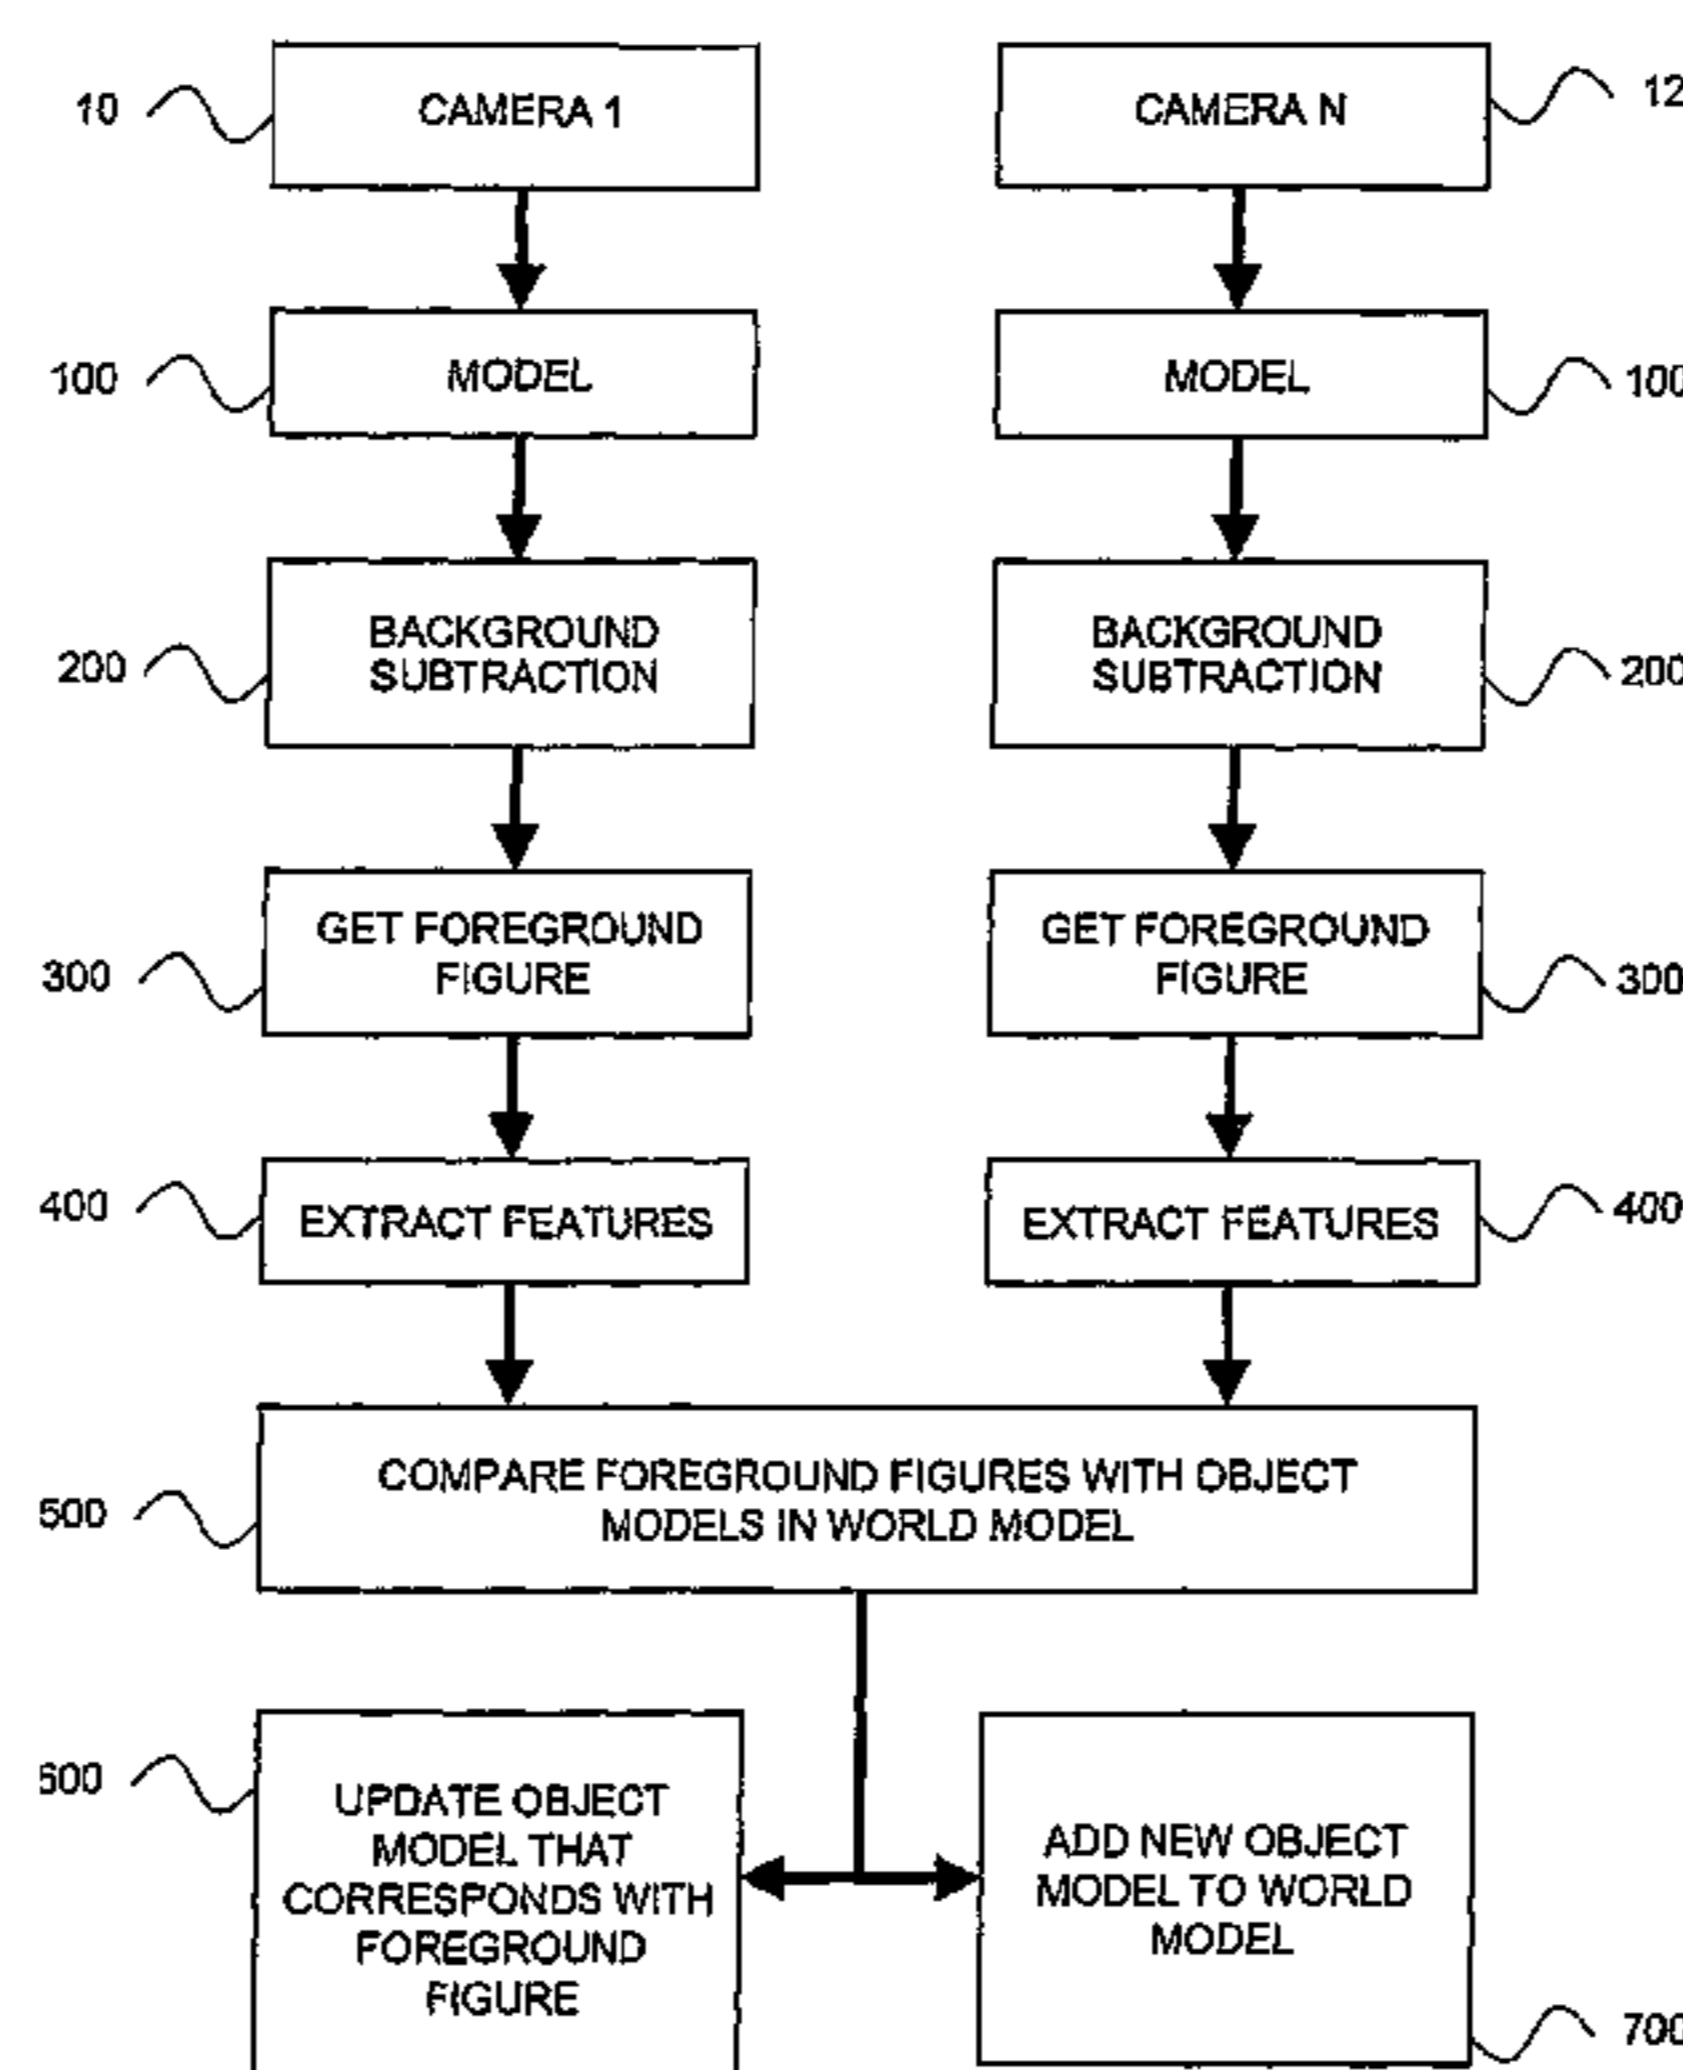 10
CAMERA 1
CAMERA N
12
100
MODEL
MODEL
100
200
BACKGROUND
SUBTRACTION
BACKGROUND
SUBTRACTION
200
300
GET FOREGROUND
FIGURE
GET FOREGROUND
FIGURE
300
400
EXTRACT FEATURES
EXTRACT FEATURES
400
500
COMPARE FOREGROUND FIGURES WITH OBJECT
MODELS IN WORLD MODEL
600
UPDATE OBJECT
MODEL THAT
CORRESPONDS WITH
FOREGROUND
FIGURE
ADD NEW OBJECT
MODEL TO WORLD
MODEL
700